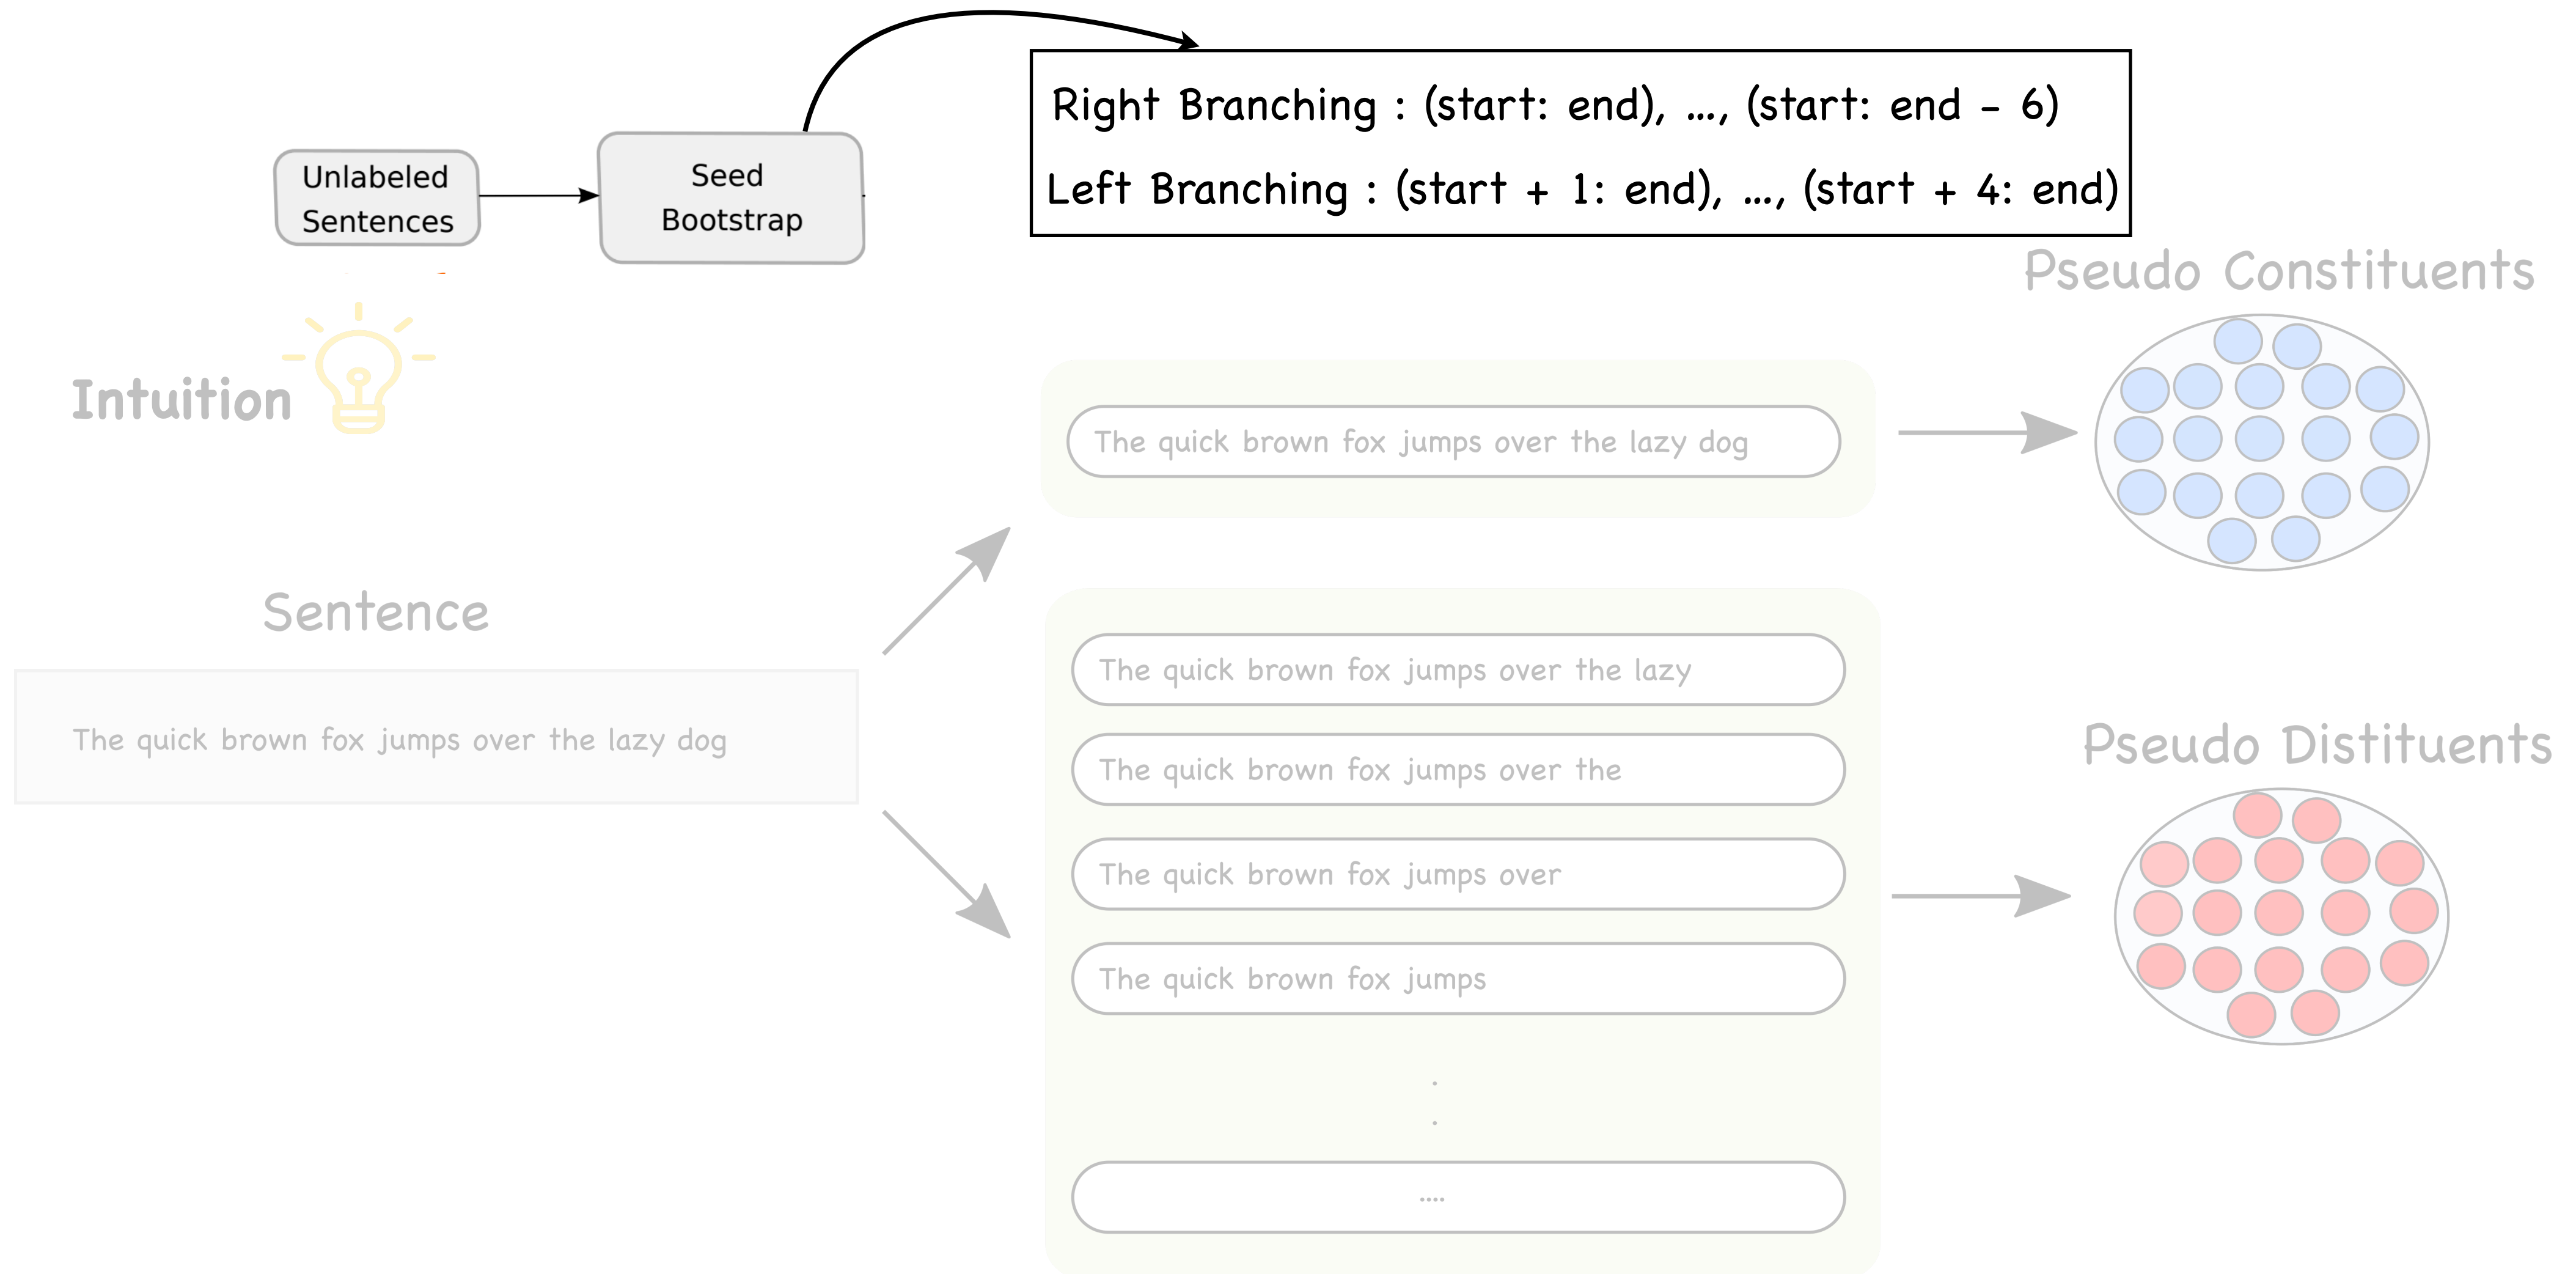 Right Branching : (start: end), ..., (start: end - 6)
Left Branching : (start + 1: end), ..., (start + 4: end)
Unlabeled
Sentences
Seed
Bootstrap
Pseudo Constituents
Intuition
The quick brown fox jumps over the lazy dog
Sentence
The quick brown fox jumps over the lazy dog
The quick brown fox jumps over the lazy
The quick brown fox jumps over the
The quick brown fox jumps over
The quick brown fox jumps
.
.
....
Pseudo Distituents